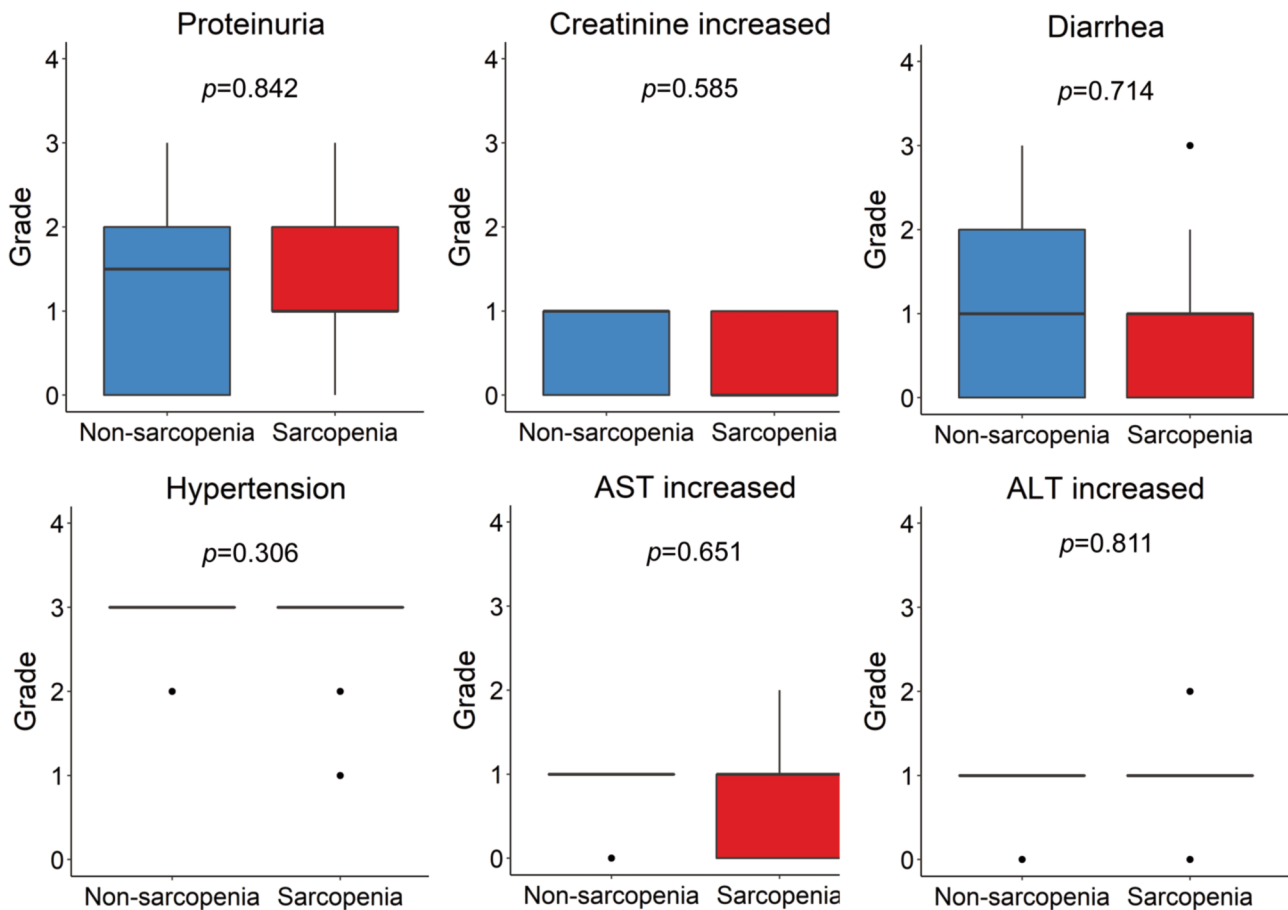 Proteinuria
p=0.842
Grade
4
3
2
1
0
Non-sarcopenia Sarcopenia
Creatinine increased
p=0.585
Grade
4
3
2
1
0
Non-sarcopenia Sarcopenia
Diarrhea
p=0.714
Grade
4
3
2
1
0
Non-sarcopenia Sarcopenia
Hypertension
p=0.306
Grade
4
3
2
1
0
Non-sarcopenia Sarcopenia
AST increased
p=0.651
Grade
4
3
2
1
0
Non-sarcopenia Sarcopenia
ALT increased
p=0.811
Grade
4
3
2
1
0
Non-sarcopenia Sarcopenia